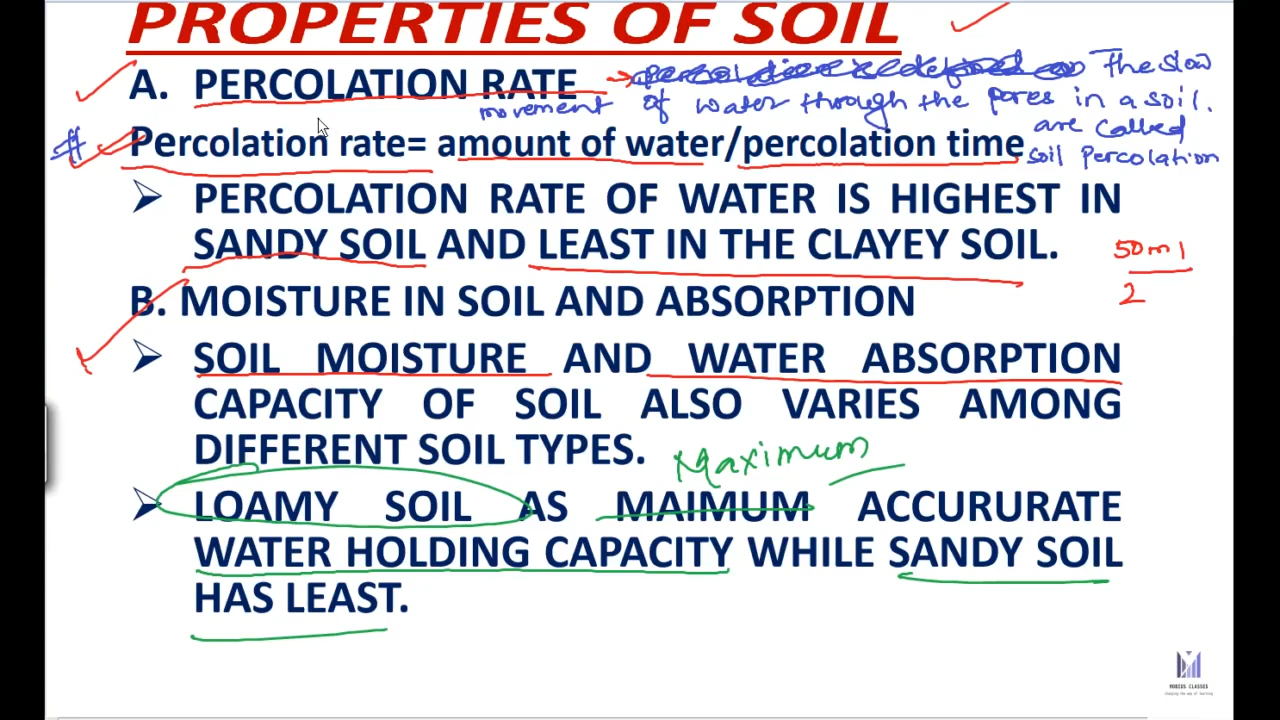 PROPERTIES OF SOIL
A. PERCOLATION RATE → The slow
movement of water through the pores in a soil.
are called
soil percolation
Percolation rate= amount of water/percolation time
➢ PERCOLATION RATE OF WATER IS HIGHEST IN
SANDY SOIL AND LEAST IN THE CLAYEY SOIL.
50ml
2
B. MOISTURE IN SOIL AND ABSORPTION
➢ SOIL MOISTURE AND WATER ABSORPTION
CAPACITY OF SOIL ALSO VARIES AMONG
DIFFERENT SOIL TYPES.
Maximum
➢ LOAMY SOIL AS MAIMUM ACCURURATE
WATER HOLDING CAPACITY WHILE SANDY SOIL
HAS LEAST.
MOBIUS CLASSES